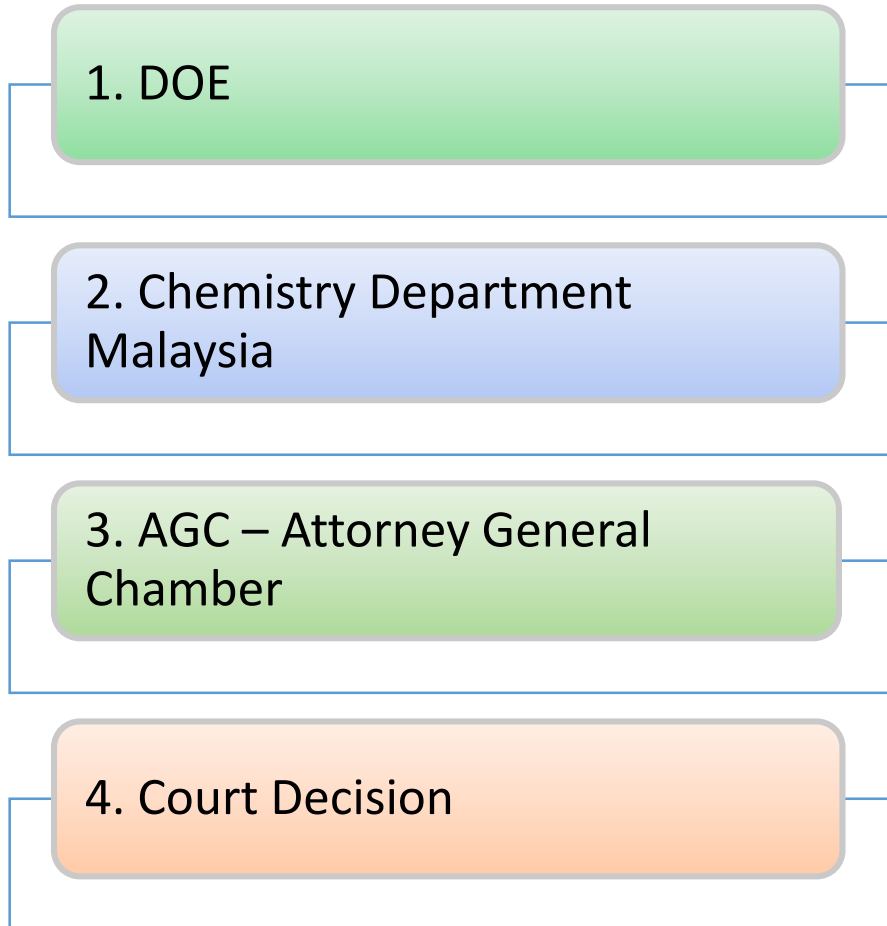 1. DOE
2. Chemistry Department
Malaysia
3. AGC – Attorney General
Chamber
4. Court Decision